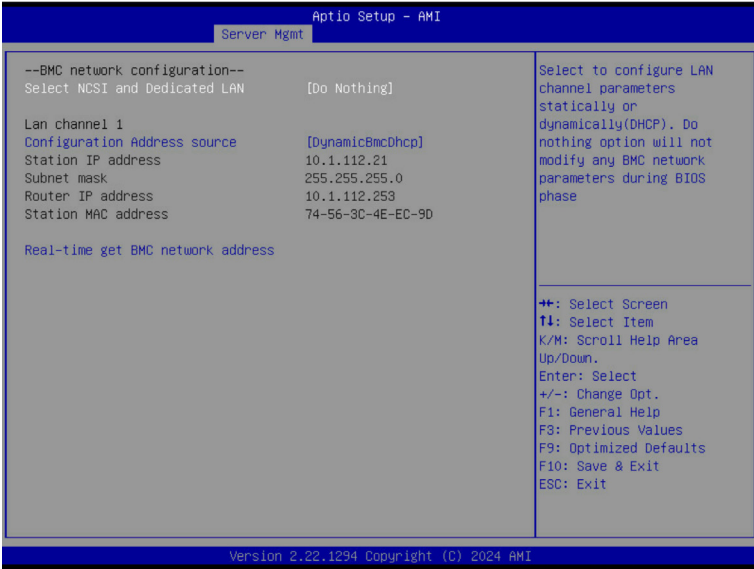 Aptio Setup - AMI
Server Mgmt
--BMC network configuration--
Select NCSI and Dedicated LAN [Do Nothing]
Lan channel 1
Configuration Address source [DynamicBmcDhcp]
Station IP address 10.1.112.21
Subnet mask 255.255.255.0
Router IP address 10.1.112.253
Station MAC address 74-56-3C-4E-EC-9D
Real-time get BMC network address
Select to configure LAN
channel parameters
statically or
dynamically(DHCP). Do
nothing option will not
modify any BMC network
parameters during BIOS
phase
→←: Select Screen
↑↓: Select Item
K/M: Scroll Help Area
Up/Down.
Enter: Select
+/-: Change Opt.
F1: General Help
F3: Previous Values
F9: Optimized Defaults
F10: Save & Exit
ESC: Exit
Version 2.22.1294 Copyright (C) 2024 AMI